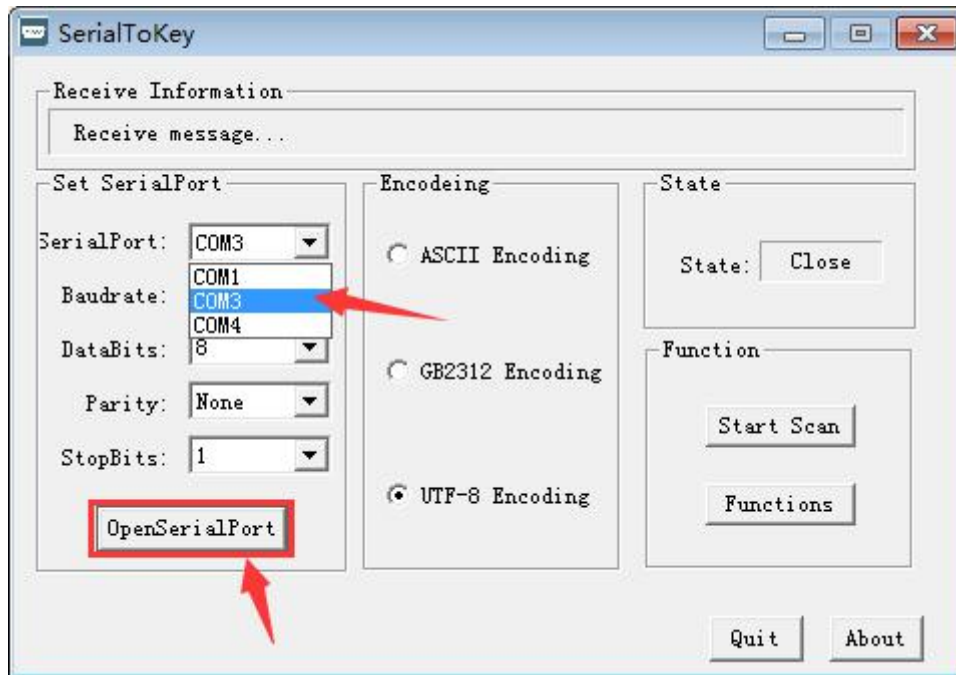 SerialToKey
Receive Information
Receive message...
Set SerialPort
SerialPort: COM3
COM1
COM3
COM4
Baudrate:
DataBits: 8
Parity: None
StopBits: 1
OpenSerialPort
Encodeing
ASCII Encoding
GB2312 Encoding
UTF-8 Encoding
State
State: Close
Function
Start Scan
Functions
Quit
About